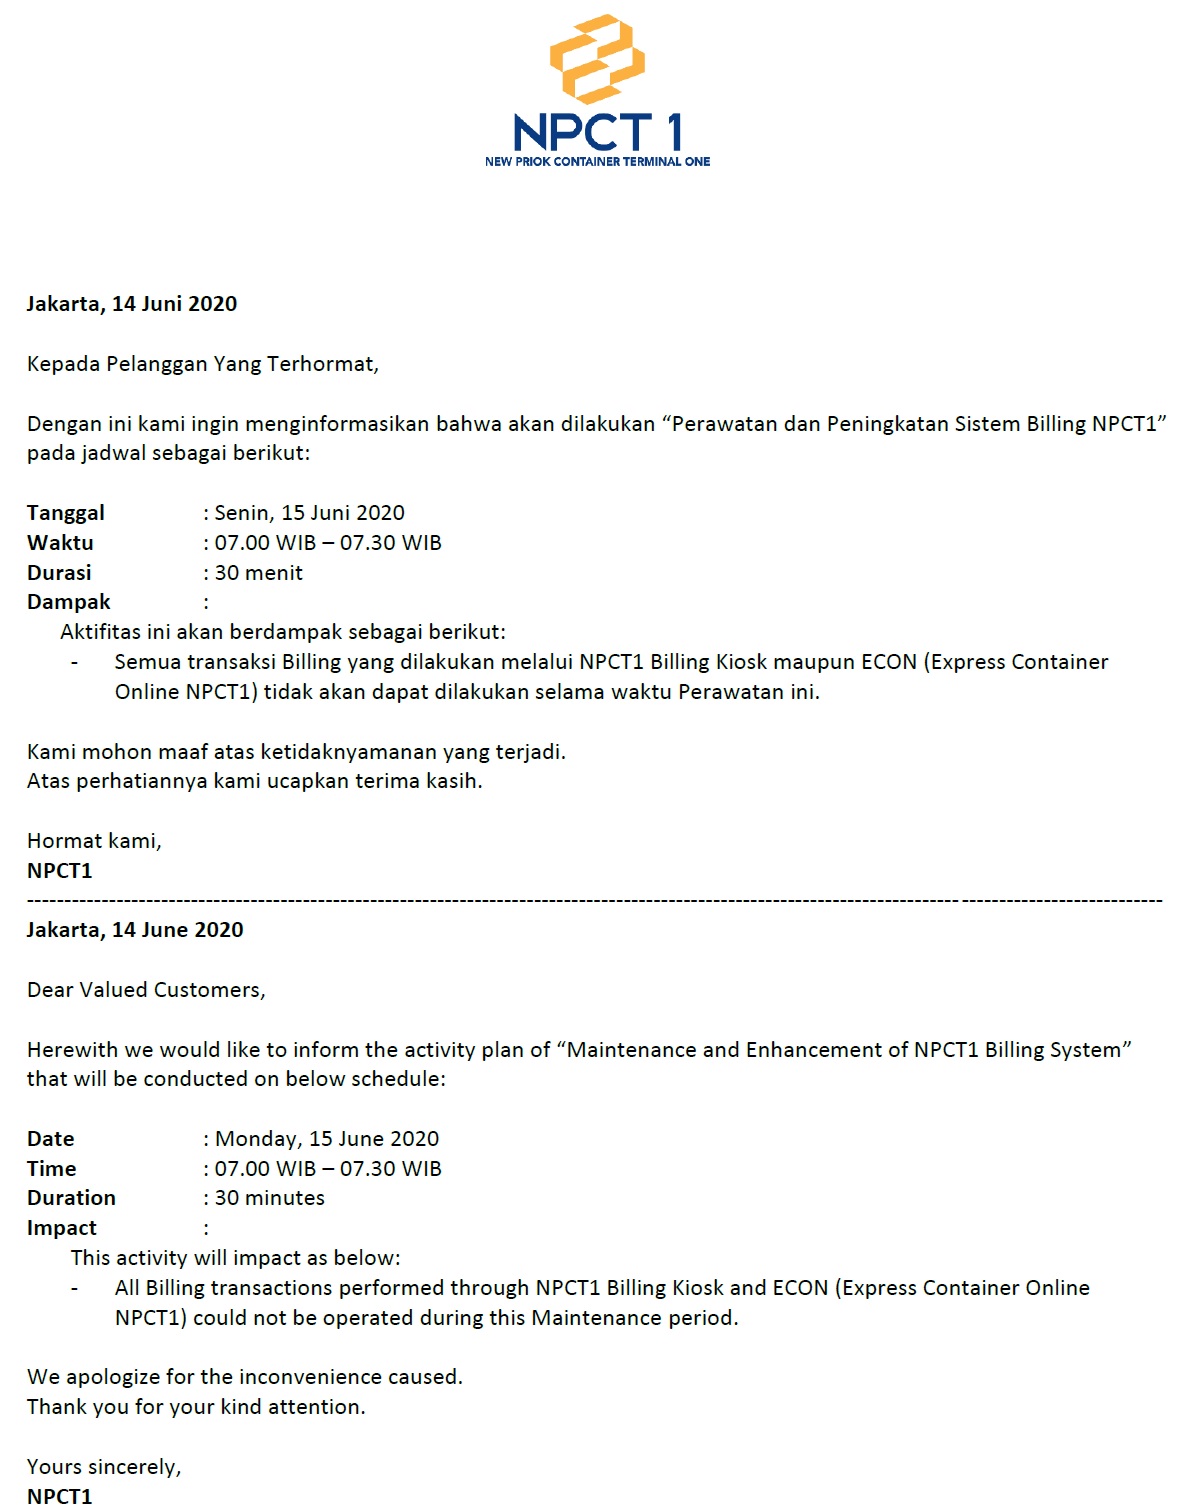 NPCT 1
NEW PRIOK CONTAINER TERMINAL ONE
Jakarta, 14 Juni 2020
Kepada Pelanggan Yang Terhormat,
Dengan ini kami ingin menginformasikan bahwa akan dilakukan “Perawatan dan Peningkatan Sistem Billing NPCT1”
pada jadwal sebagai berikut:
Tanggal : Senin, 15 Juni 2020
Waktu : 07.00 WIB – 07.30 WIB
Durasi : 30 menit
Dampak :
Aktifitas ini akan berdampak sebagai berikut:
- Semua transaksi Billing yang dilakukan melalui NPCT1 Billing Kiosk maupun ECON (Express Container
Online NPCT1) tidak akan dapat dilakukan selama waktu Perawatan ini.
Kami mohon maaf atas ketidaknyamanan yang terjadi.
Atas perhatiannya kami ucapkan terima kasih.
Hormat kami,
NPCT1
Jakarta, 14 June 2020
Dear Valued Customers,
Herewith we would like to inform the activity plan of “Maintenance and Enhancement of NPCT1 Billing System”
that will be conducted on below schedule:
Date : Monday, 15 June 2020
Time : 07.00 WIB – 07.30 WIB
Duration : 30 minutes
Impact :
This activity will impact as below:
- All Billing transactions performed through NPCT1 Billing Kiosk and ECON (Express Container Online
NPCT1) could not be operated during this Maintenance period.
We apologize for the inconvenience caused.
Thank you for your kind attention.
Yours sincerely,
NPCT1